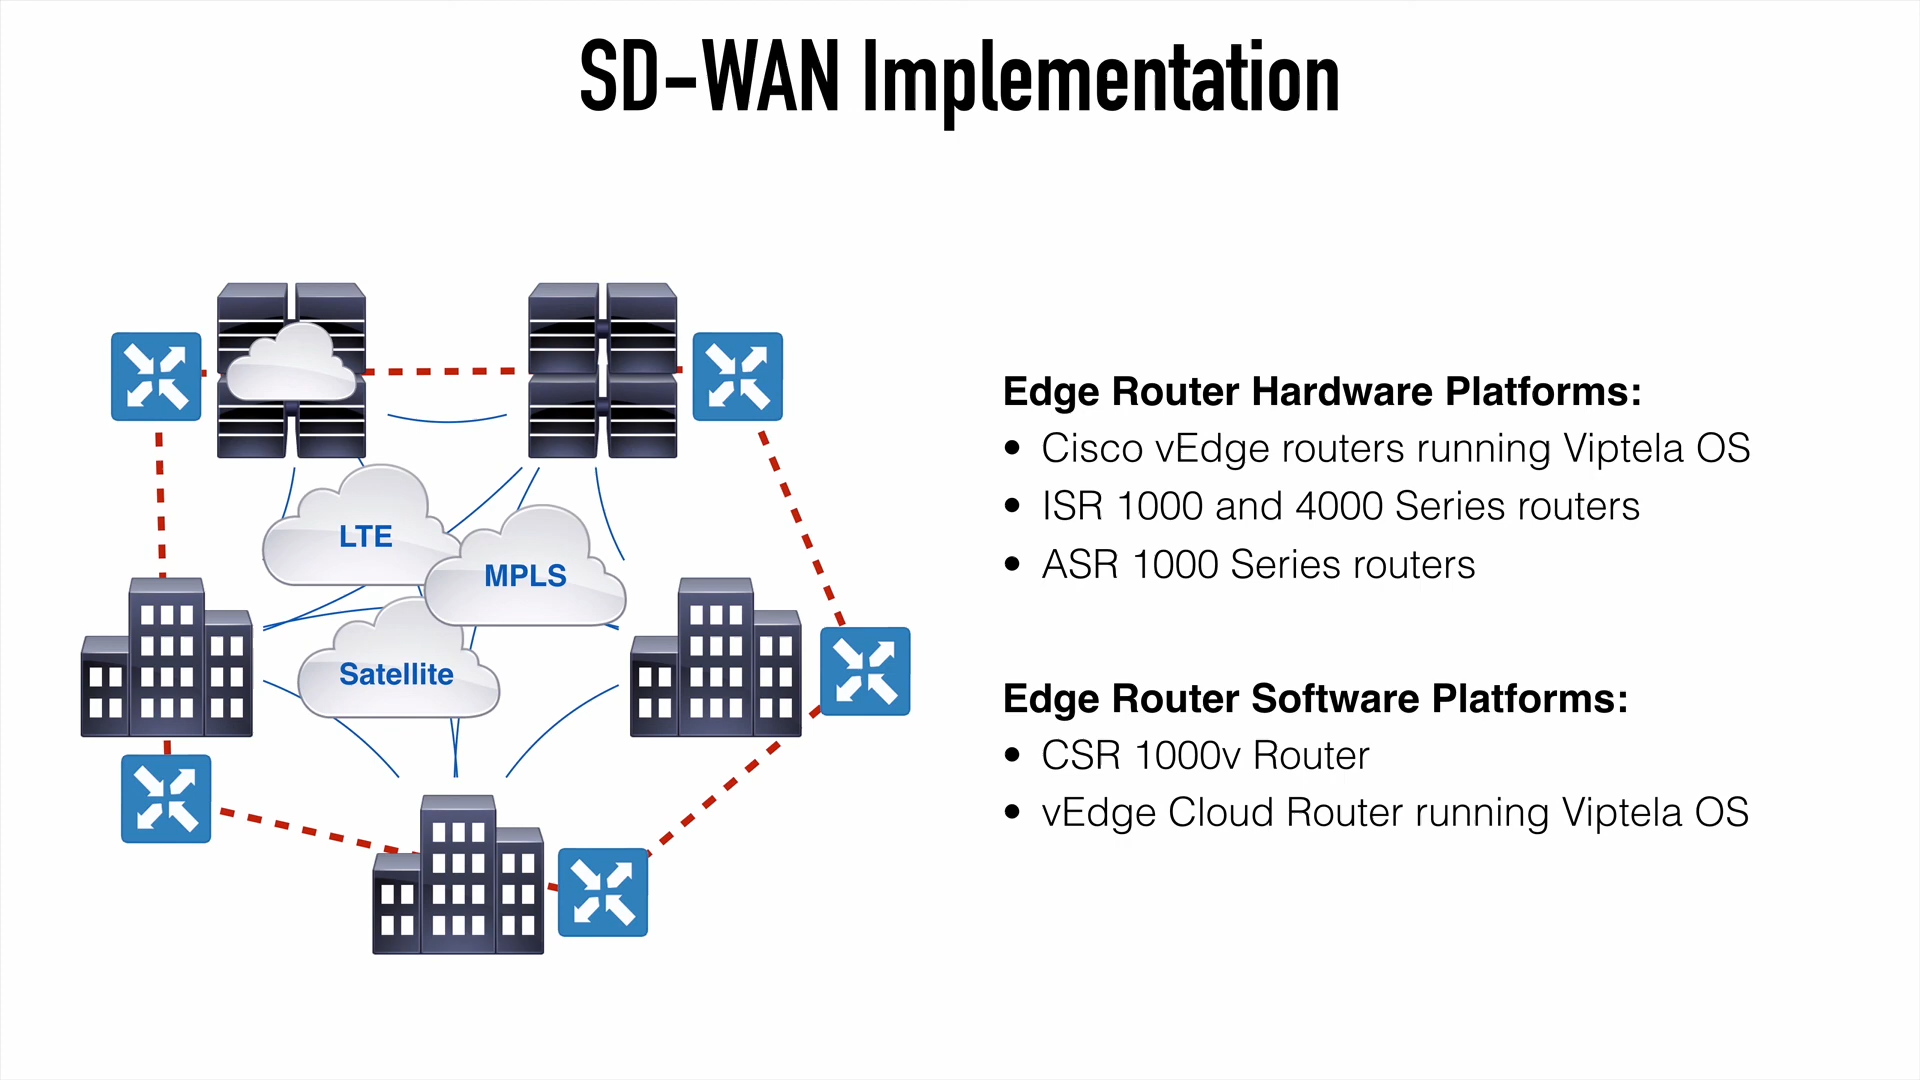 SD-WAN Implementation
LTE
MPLS
Satellite
Edge Router Hardware Platforms:
• Cisco vEdge routers running Viptela OS
• ISR 1000 and 4000 Series routers
• ASR 1000 Series routers
Edge Router Software Platforms:
• CSR 1000v Router
• vEdge Cloud Router running Viptela OS